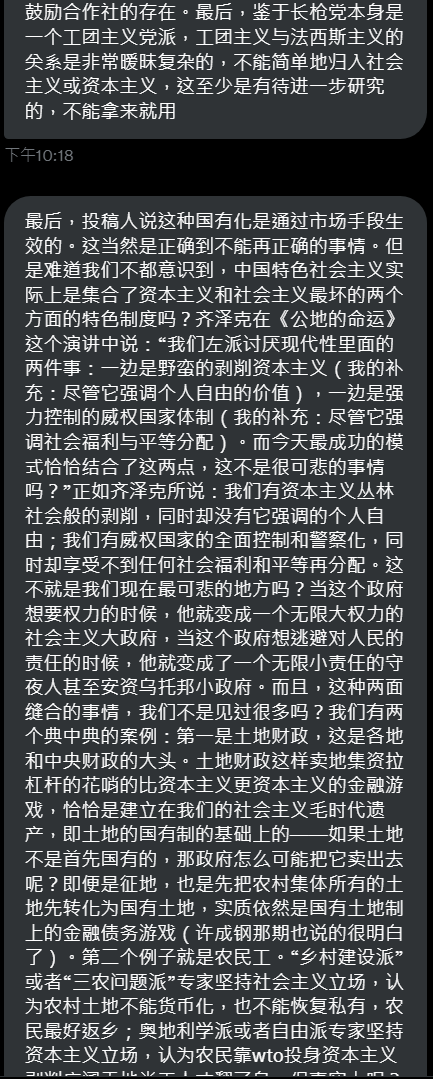 鼓励合作社的存在。最后，鉴于长枪党本身是
一个工团主义党派，工团主义与法西斯主义的
关系是非常暧昧复杂的，不能简单地归入社会
主义或资本主义，这至少是有待进一步研究
的，不能拿来就用
下午10:18
最后，投稿人说这种国有化是通过市场手段生
效的。这当然是正确到不能再正确的事情。但
是难道我们不都意识到，中国特色社会主义实
际上是集合了资本主义和社会主义最坏的两个
方面的特色制度吗？齐泽克在《公地的命运》
这个演讲中说：“我们左派讨厌现代性里面的
两件事：一边是野蛮的剥削资本主义（我的补
充：尽管它强调个人自由的价值），一边是强
力控制的威权国家体制（我的补充：尽管它强
调社会福利与平等分配）。而今天最成功的模
式恰恰结合了这两点，这不是很可悲的事情
吗？”正如齐泽克所说：我们有资本主义丛林
社会般的剥削，同时却没有它强调的个人自
由；我们有威权国家的全面控制和警察化，同
时却享受不到任何社会福利和平等再分配。这
不就是我们现在最可悲的地方吗？当这个政府
想要权力的时候，他就变成一个无限大权力的
社会主义大政府，当这个政府想逃避对人民的
责任的时候，他就变成了一个无限小责任的守
夜人甚至安资乌托邦小政府。而且，这种两面
缝合的事情，我们不是见过很多吗？我们有两
个典中典的案例：第一是土地财政，这是各地
和中央财政的大头。土地财政这样卖地集资拉
杠杆的花哨的比资本主义更资本主义的金融游
戏，恰恰是建立在我们的社会主义毛时代遗
产，即土地的国有制的基础上的——如果土地
不是首先国有的，那政府怎么可能把它卖出去
呢？即便是征地，也是先把农村集体所有的土
地先转化为国有土地，实质依然是国有土地制
上的金融债务游戏（许成钢那期也说的很明白
了）。第二个例子就是农民工。“乡村建设派”
或者“三农问题派”专家坚持社会主义立场，认
为农村土地不能货币化，也不能恢复私有，农
民最好返乡；奥地利学派或者自由派专家坚持
资本主义立场，认为农民靠wto投身资本主义